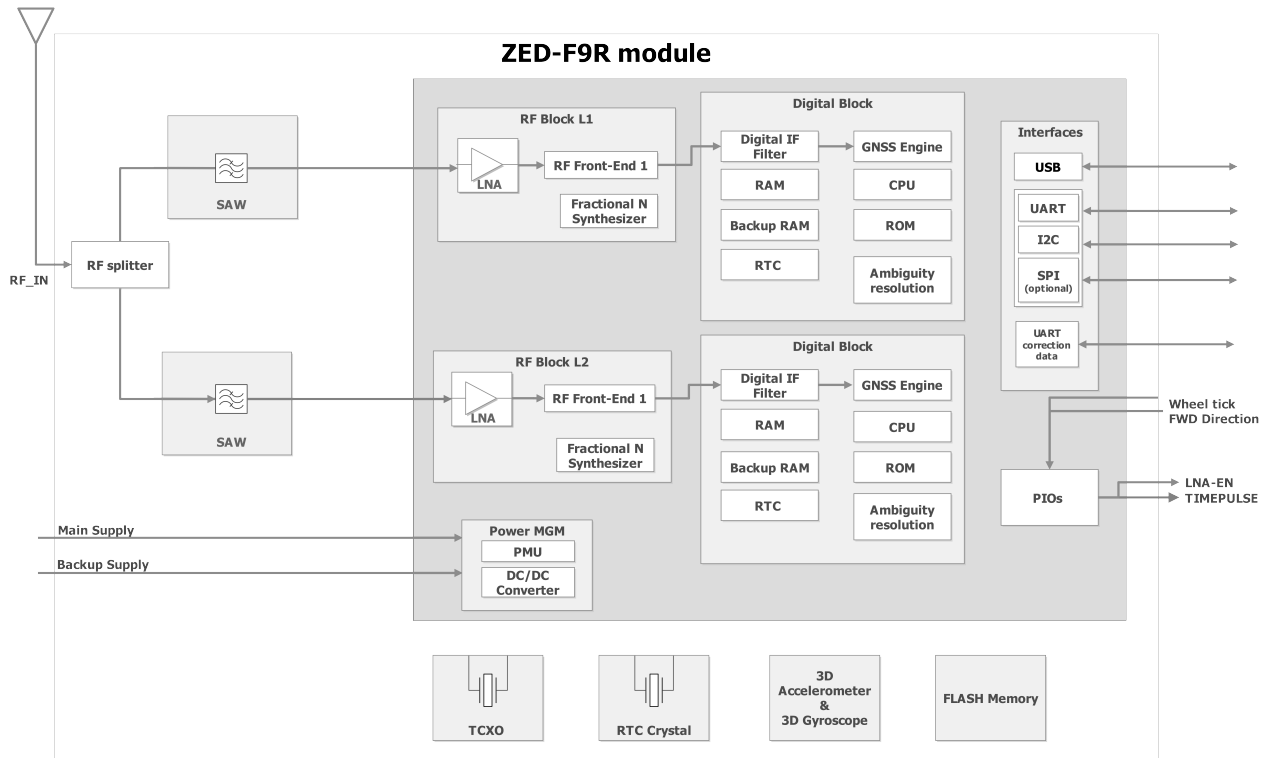 ZED-F9R module
RF_IN
RF splitter
SAW
SAW
RF Block L1
LNA
RF Front-End 1
Fractional N
Synthesizer
Digital Block
Digital IF
Filter
GNSS Engine
RAM
CPU
Backup RAM
ROM
RTC
Ambiguity
resolution
RF Block L2
LNA
RF Front-End 1
Fractional N
Synthesizer
Digital Block
Digital IF
Filter
GNSS Engine
RAM
CPU
Backup RAM
ROM
RTC
Ambiguity
resolution
Interfaces
USB
UART
I2C
SPI
(optional)
UART
correction
data
Wheel tick
FWD Direction
PIOs
LNA-EN
TIMEPULSE
Main Supply
Backup Supply
Power MGM
PMU
DC/DC
Converter
TCXO
RTC Crystal
3D
Accelerometer
&
3D Gyroscope
FLASH Memory